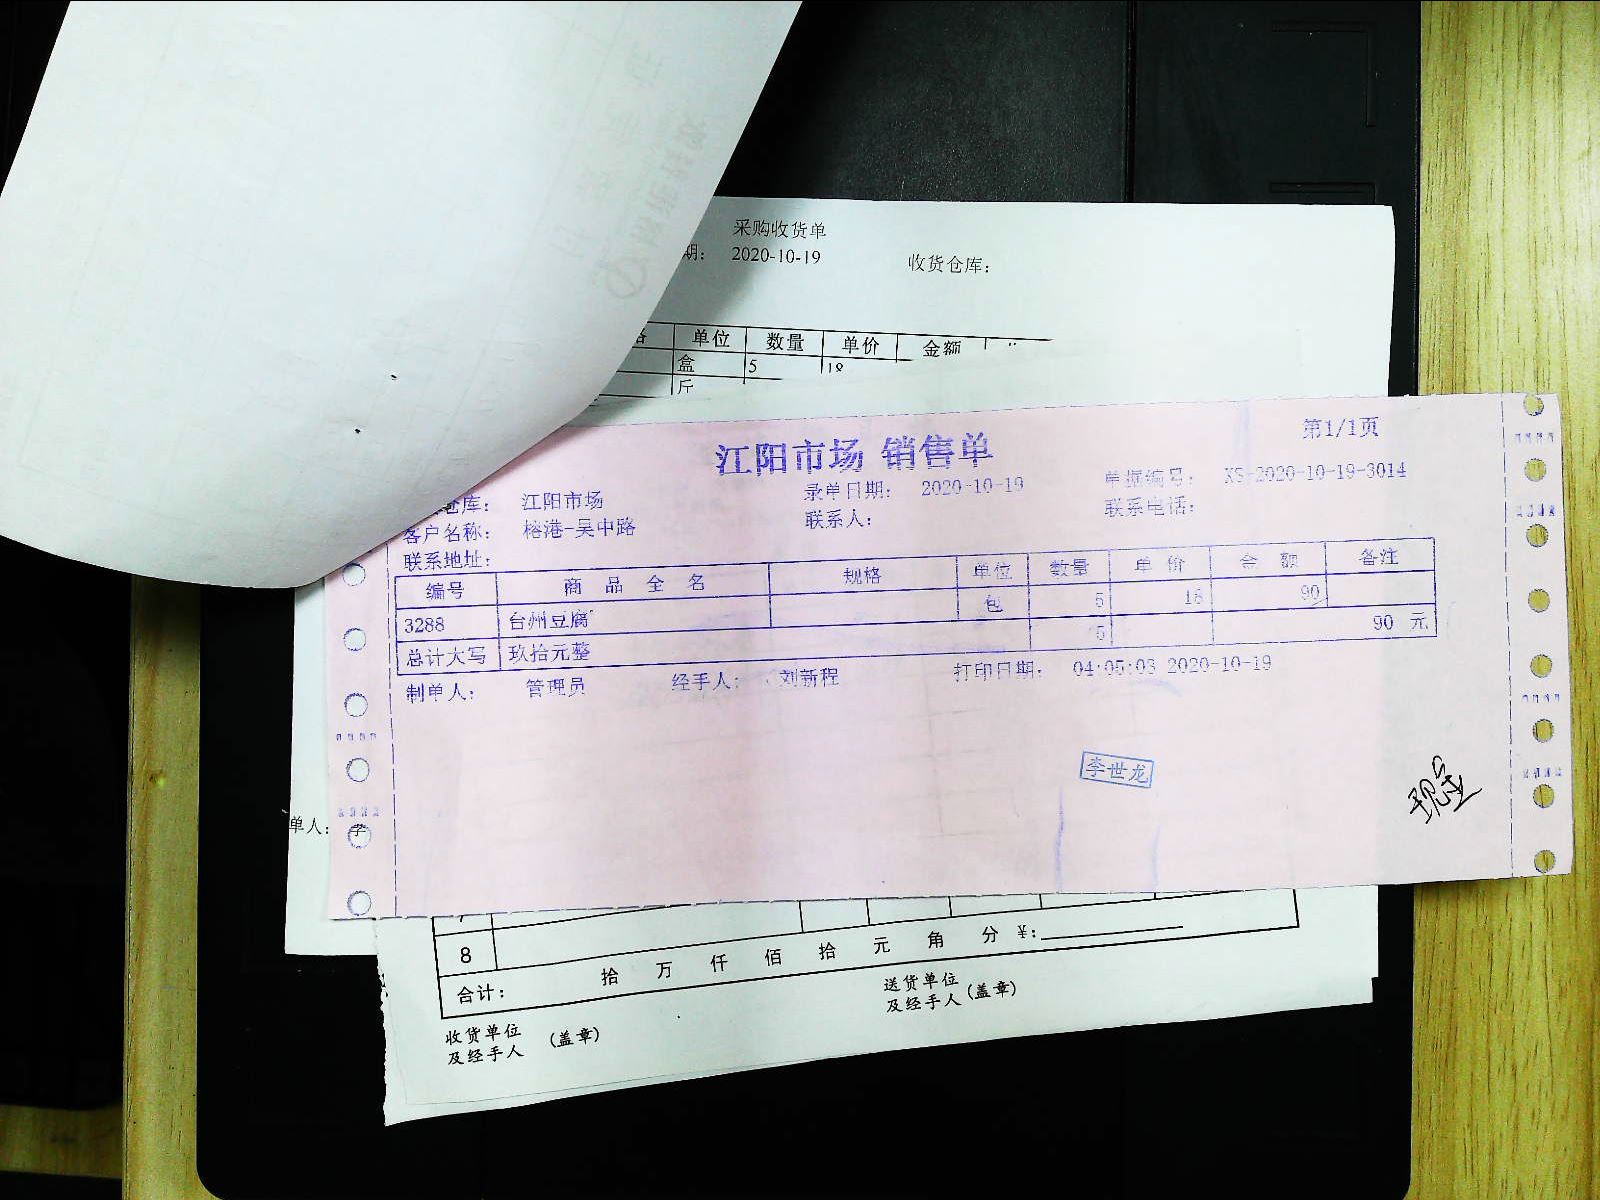 采购收货单
期： 2020-10-19 收货仓库：
单位 数量 单价 金额
盒 5 18
斤
江阳市场 销售单 第1/1页
仓库： 江阳市场 录单日期： 2020-10-19 单据编号： XS-2020-10-19-3014
客户名称： 榕港-吴中路 联系人： 联系电话：
联系地址：
编号 商品全名 规格 单位 数量 单价 金额 备注
3288 台州豆腐 包 5 18 90
总计大写 玖拾元整 5 90 元
制单人： 管理员 经手人： 刘新程 打印日期： 04:05:03 2020-10-19
李世龙
现金
单人： 李
7
8
合计： 拾 万 仟 佰 拾 元 角 分 ¥：
收货单位 及经手人 (盖章)
送货单位 及经手人 (盖章)